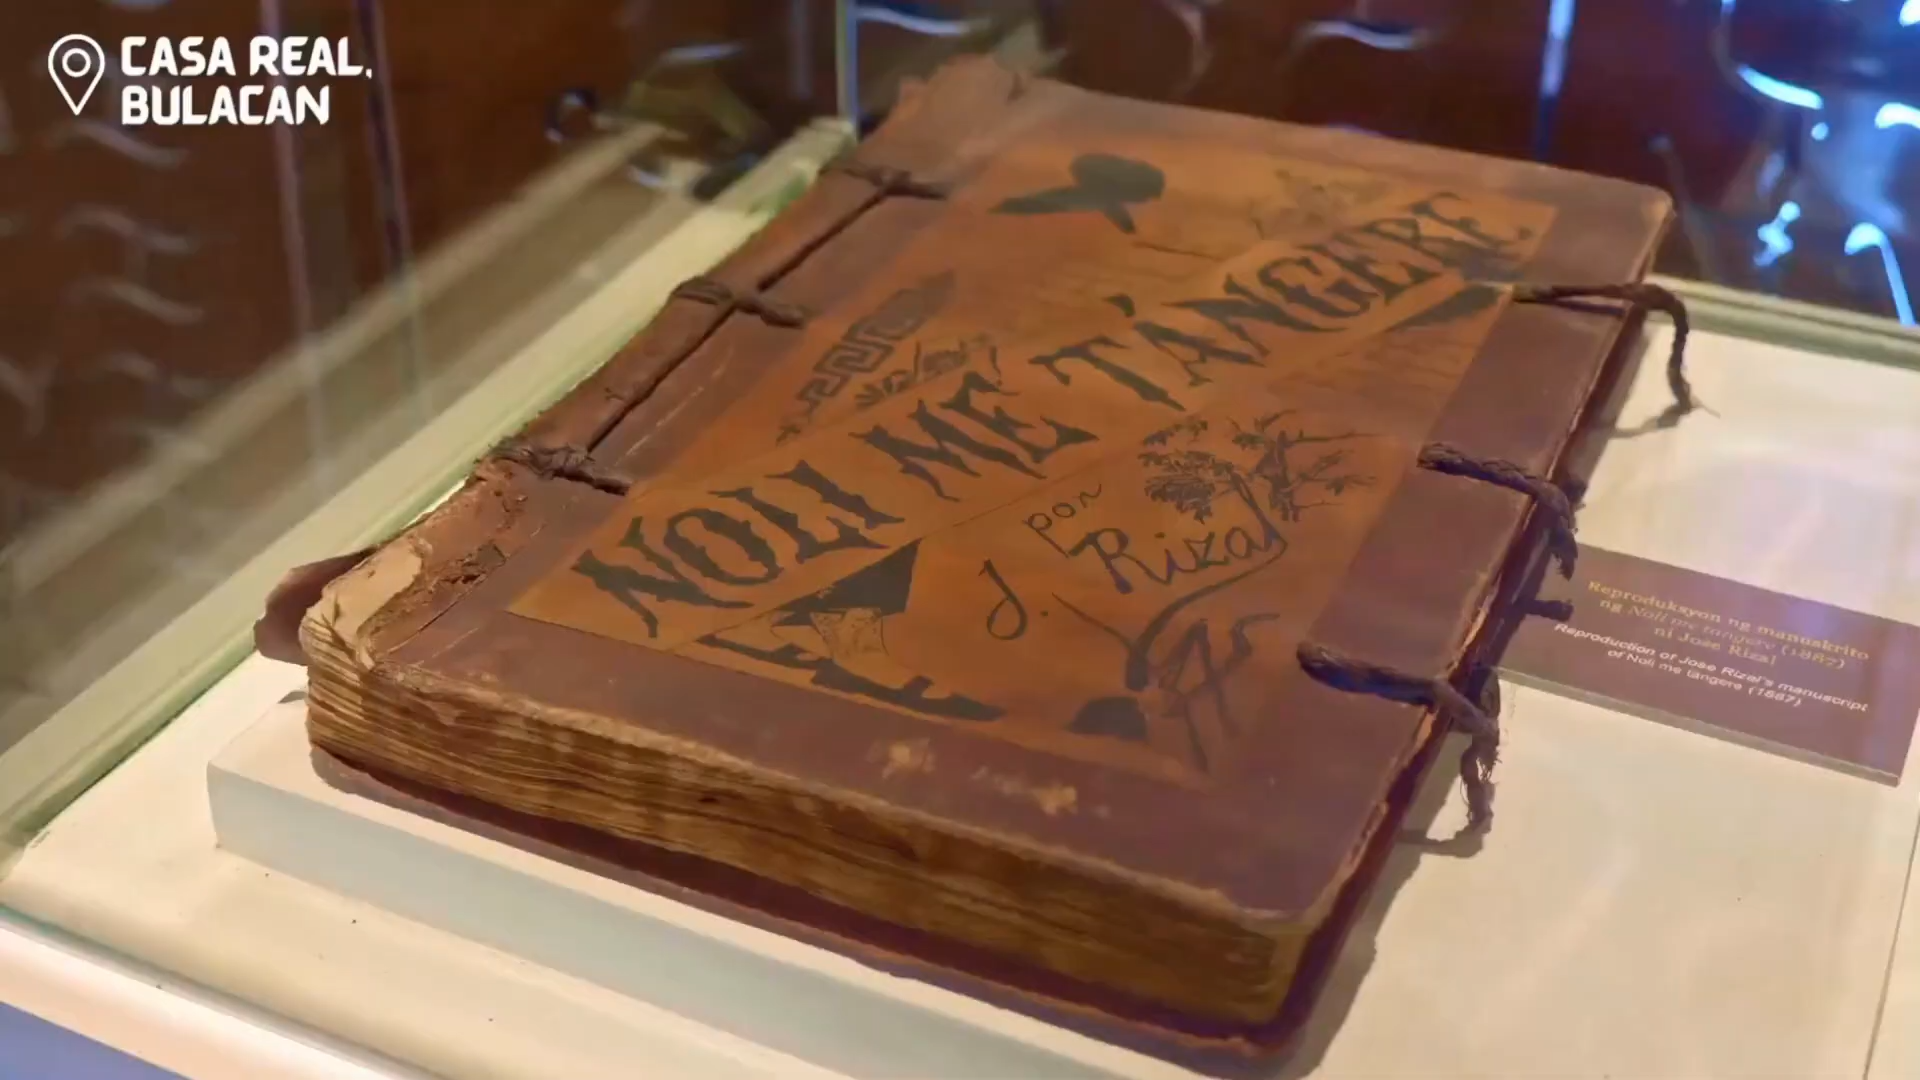 CASA REAL,
BULACAN
NOLI ME TÁNGERE
por
J. Rizal
Reproduksyon ng manuskrito
ng Noli me tangere (1887)
ni Jose Rizal
Reproduction of Jose Rizal's manuscript
of Noli me tangere (1887)